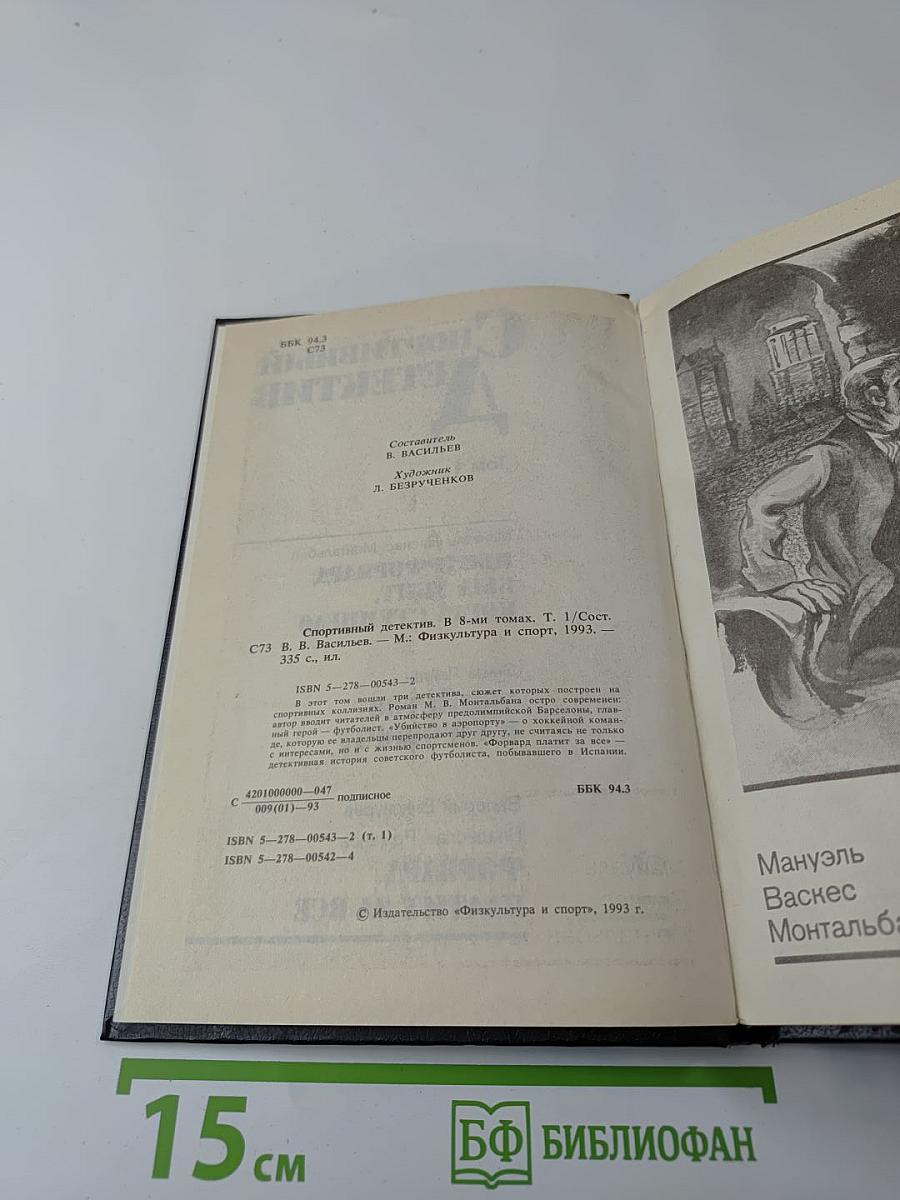 ББК 94.3
С73
Составитель
В. ВАСИЛЬЕВ
Художник
Л. БЕЗРУЧЕНКОВ
Спортивный детектив. В 8-ми томах. Т. 1/Сост.
С73 В. В. Васильев. — М.: Физкультура и спорт, 1993. —
335 с., ил.
ISBN 5—278—00543—2
В этот том вошли три детектива, сюжет которых построен на
спортивных коллизиях. Роман М. В. Монтальбана остро современен:
автор вводит читателей в атмосферу предолимпийской Барселоны, глав-
ный герой — футболист. «Убийство в аэропорту» — о хоккейной коман-
де, которую ее владельцы перепродают друг другу, не считаясь не только
с интересами, но и с жизнью спортсменов. «Форвард платит за все» —
детективная история советского футболиста, побывавшего в Испании.
С 4201000000—047 подписное
009(01)—93
ББК 94.3
ISBN 5—278—00543—2 (т. 1)
ISBN 5—278—00542—4
© Издательство «Физкультура и спорт», 1993 г.
Мануэль
Васкес
Монтальба
15 см
БФ БИБЛИОФАН